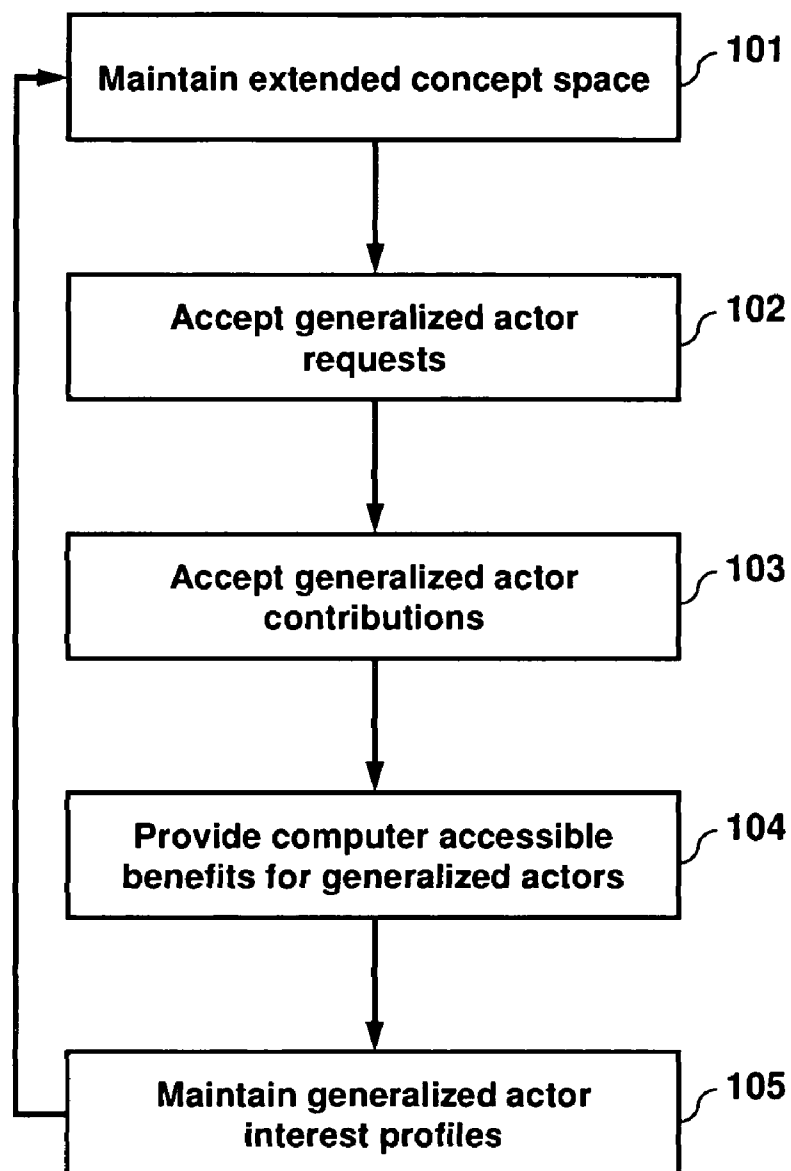 101
Maintain extended concept space
102
Accept generalized actor
requests
103
Accept generalized actor
contributions
104
Provide computer accessible
benefits for generalized actors
105
Maintain generalized actor
interest profiles